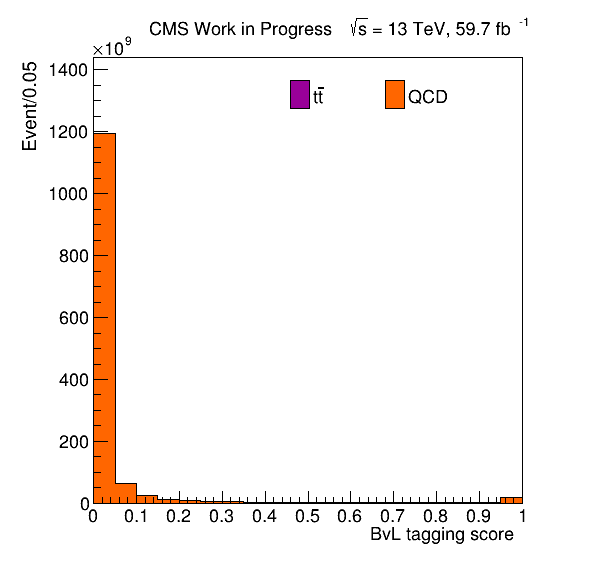 CMS Work in Progress √s = 13 TeV, 59.7 fb⁻¹
×10⁹
Event/0.05
1400
1200
1000
800
600
400
200
0
tt̄
QCD
0 0.1 0.2 0.3 0.4 0.5 0.6 0.7 0.8 0.9 1
BvL tagging score